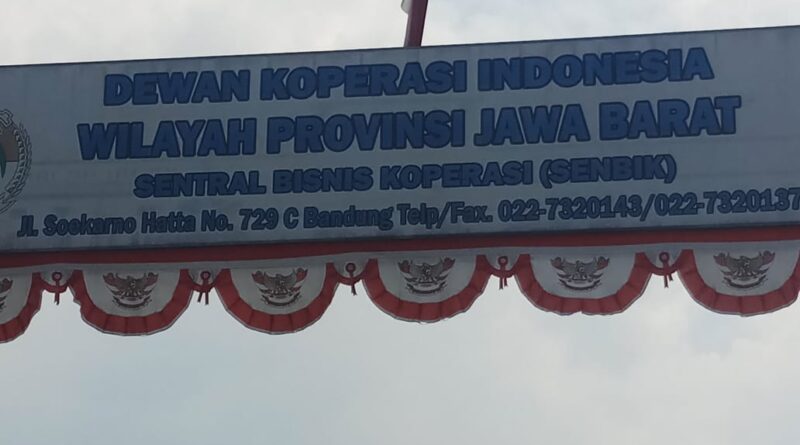 DEWAN KOPERASI INDONESIA
WILAYAH PROVINSI JAWA BARAT
SENTRAL BISNIS KOPERASI (SENBIK)
Jl. Soekarno Hatta No. 729 C Bandung Telp/Fax. 022-7320143/022-7320137